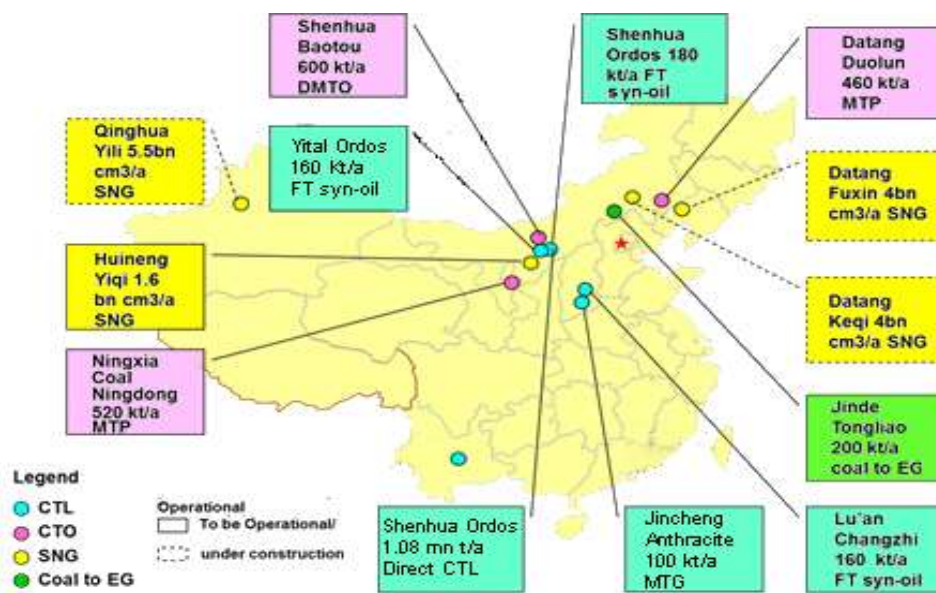 Shenhua
Baotou
600 kt/a
DMTO
Shenhua
Ordos 180
kt/a FT
syn-oil
Datang
Duolun
460 kt/a
MTP
Qinghua
Yili 5.5bn
cm3/a
SNG
Yital Ordos
160 Kt/a
FT syn-oil
Datang
Fuxin 4bn
cm3/a SNG
Huineng
Yiqi 1.6
bn cm3/a
SNG
Datang
Keqi 4bn
cm3/a SNG
Ningxia
Coal
Ningdong
520 kt/a
MTP
Jinde
Tongliao
200 kt/a
coal to EG
Legend
CTL
CTO
SNG
Coal to EG
Operational
To be Operational/
under construction
Shenhua Ordos
1.08 mn t/a
Direct CTL
Jincheng
Anthracite
100 kt/a
MTG
Lu'an
Changzhi
160 kt/a
FT syn-oil